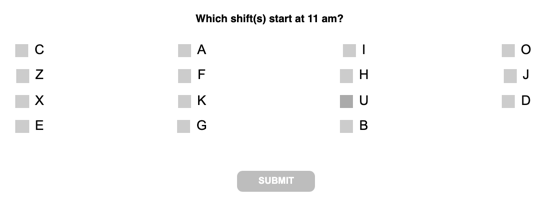 Which shift(s) start at 11 am?
C A I O
Z F H J
X K U D
E G B
SUBMIT